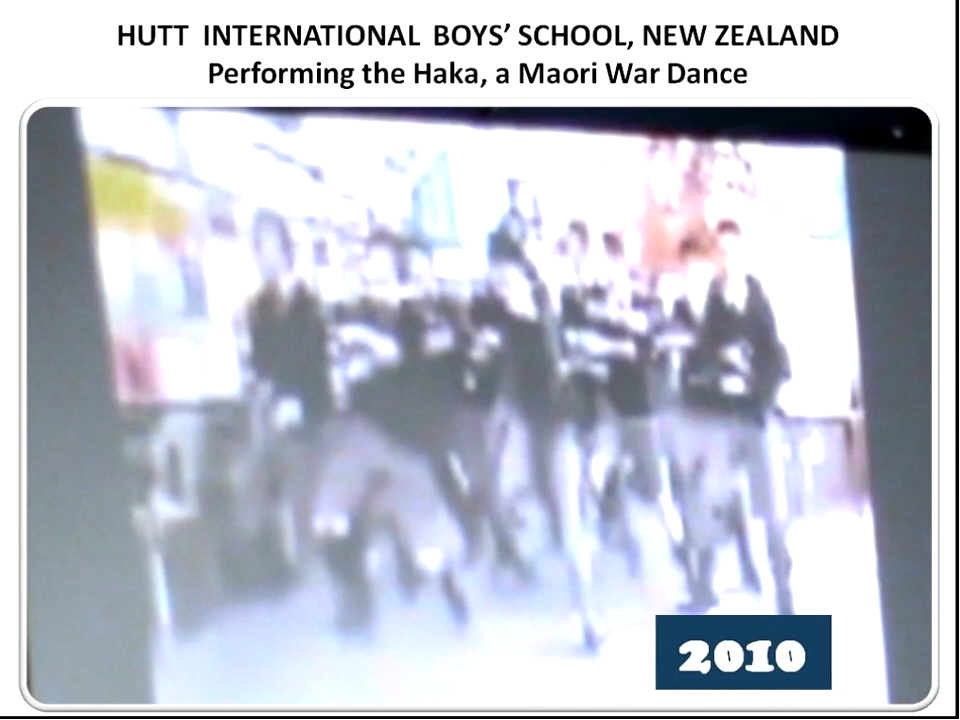 HUTT INTERNATIONAL BOYS’ SCHOOL, NEW ZEALAND
Performing the Haka, a Maori War Dance
2010